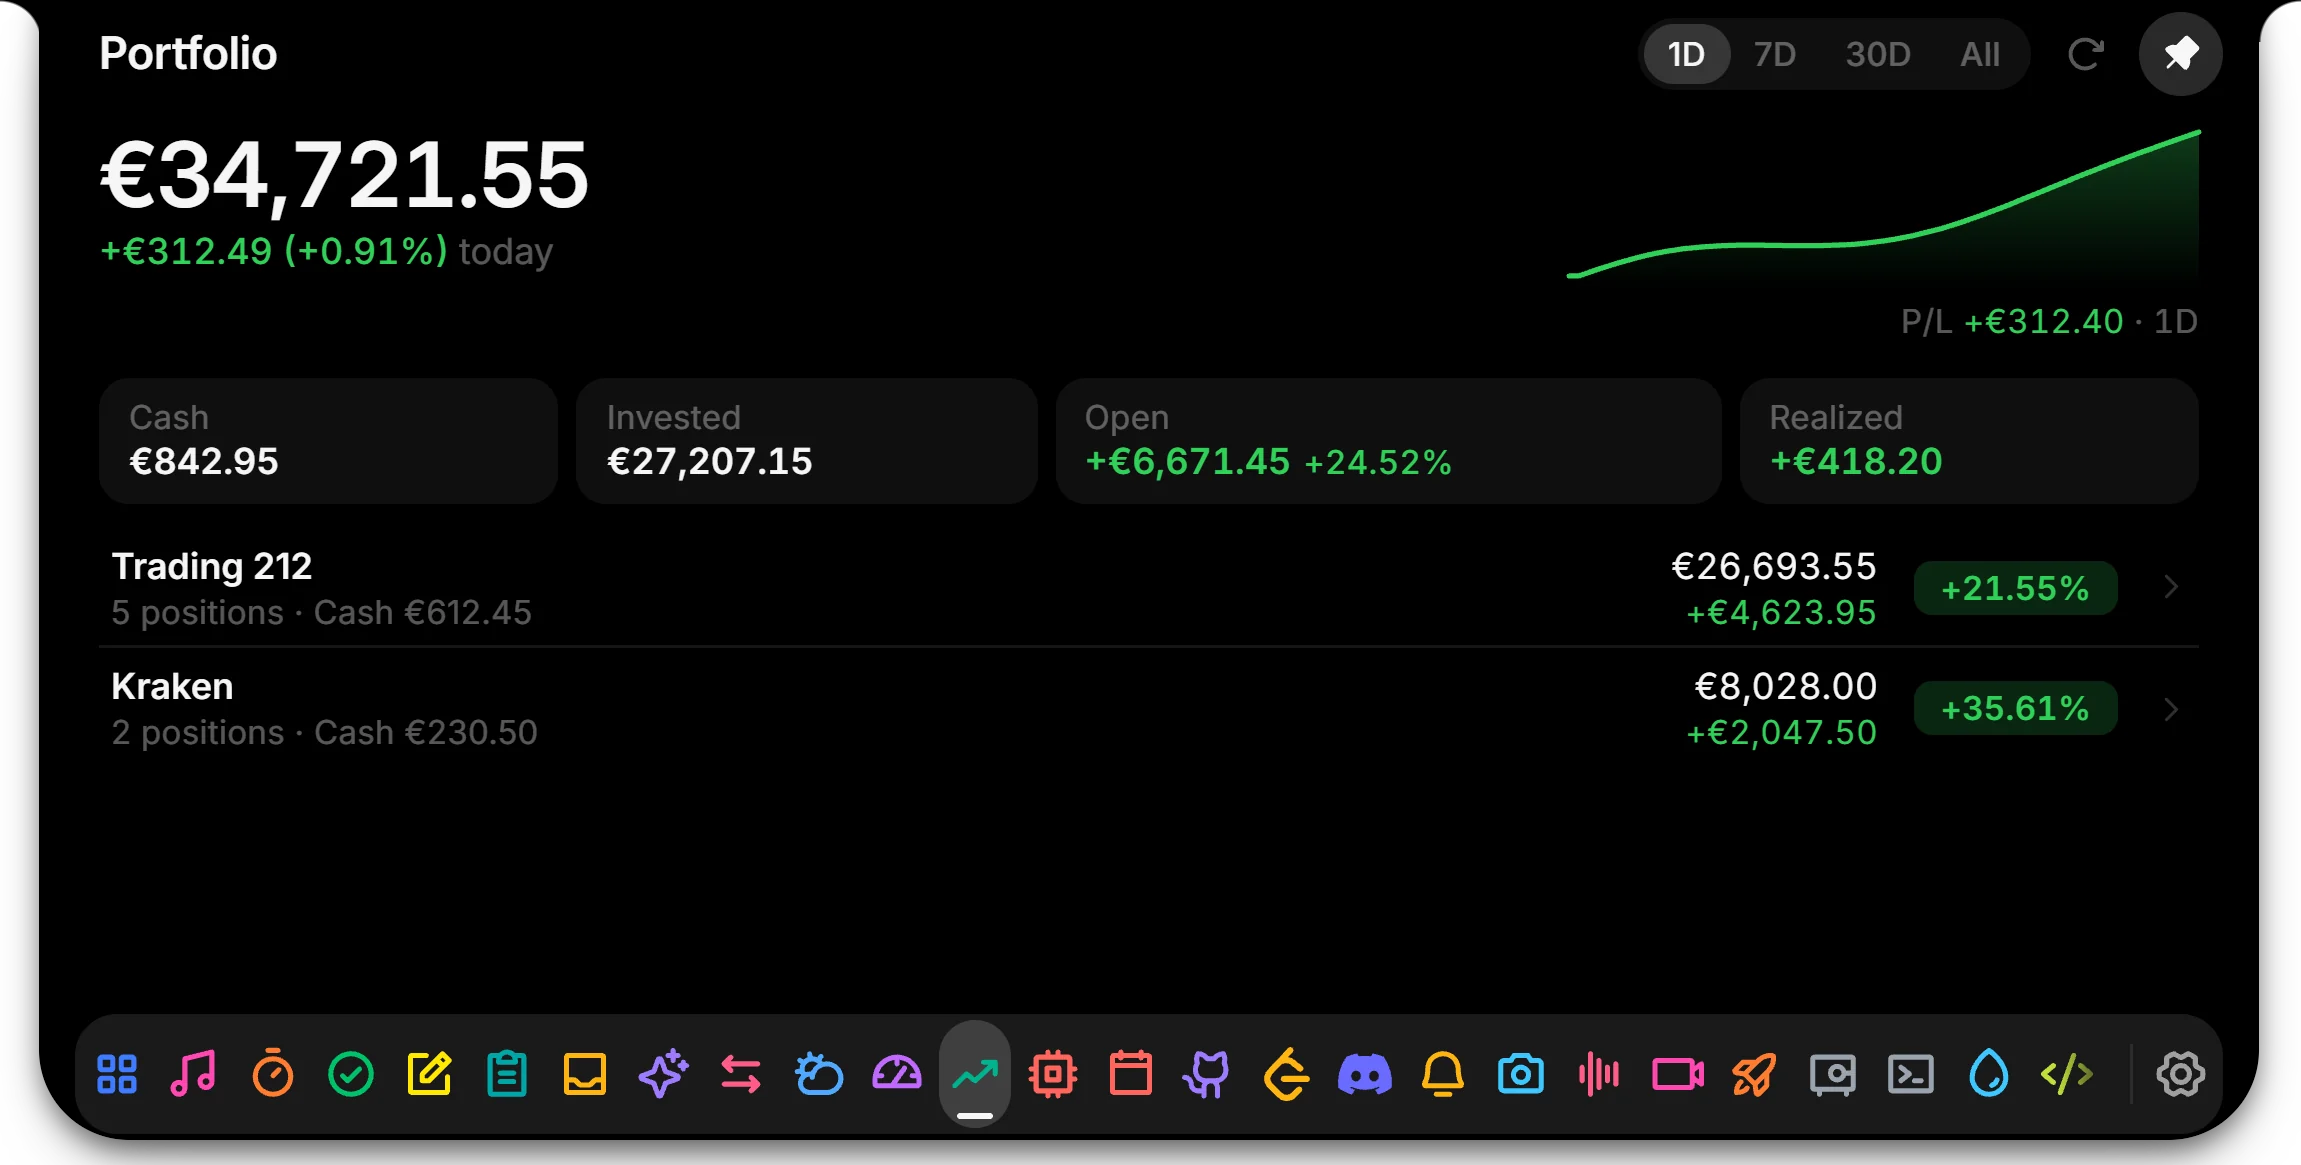 Portfolio
1D 7D 30D All
€34,721.55
+€312.49 (+0.91%) today
P/L +€312.40 · 1D
Cash
€842.95
Invested
€27,207.15
Open
+€6,671.45 +24.52%
Realized
+€418.20
Trading 212
5 positions · Cash €612.45
€26,693.55
+€4,623.95
+21.55%
Kraken
2 positions · Cash €230.50
€8,028.00
+€2,047.50
+35.61%